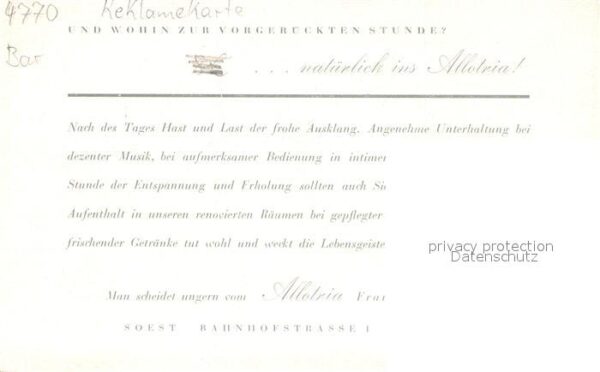 4770 Reklamekarte
UND WOHIN ZUR VORGERÜCKTEN STUNDE?
Bar
. . . natürlich ins Allotria!
Nach des Tages Hast und Last der frohe Ausklang. Angenehme Unterhaltung bei
dezenter Musik, bei aufmerksamer Bedienung in intimer
Stunde der Entspannung und Erholung sollten auch Si
Aufenthalt in unseren renovierten Räumen bei gepflegter
frischender Getränke tut wohl und weckt die Lebensgeiste
privacy protection
Datenschutz
Man scheidet ungern vom Allotria
SOEST BAHNHOFSTRASSE 1